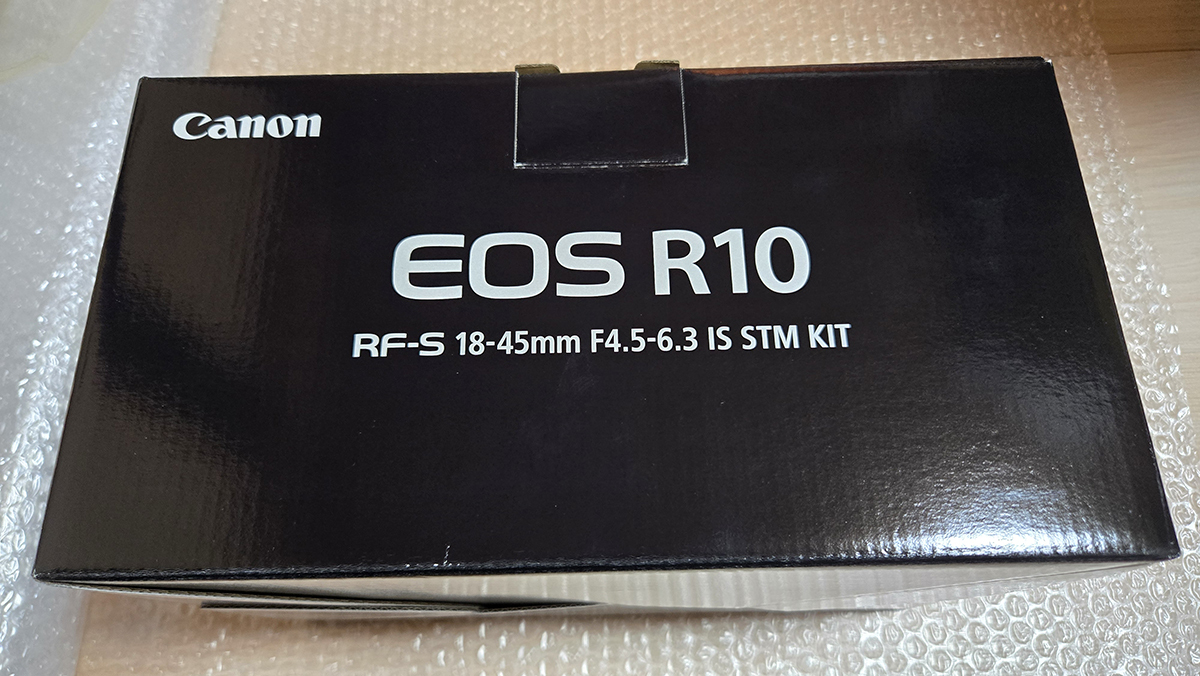 Canon
EOS R10
RF-S 18-45mm F4.5-6.3 IS STM KIT